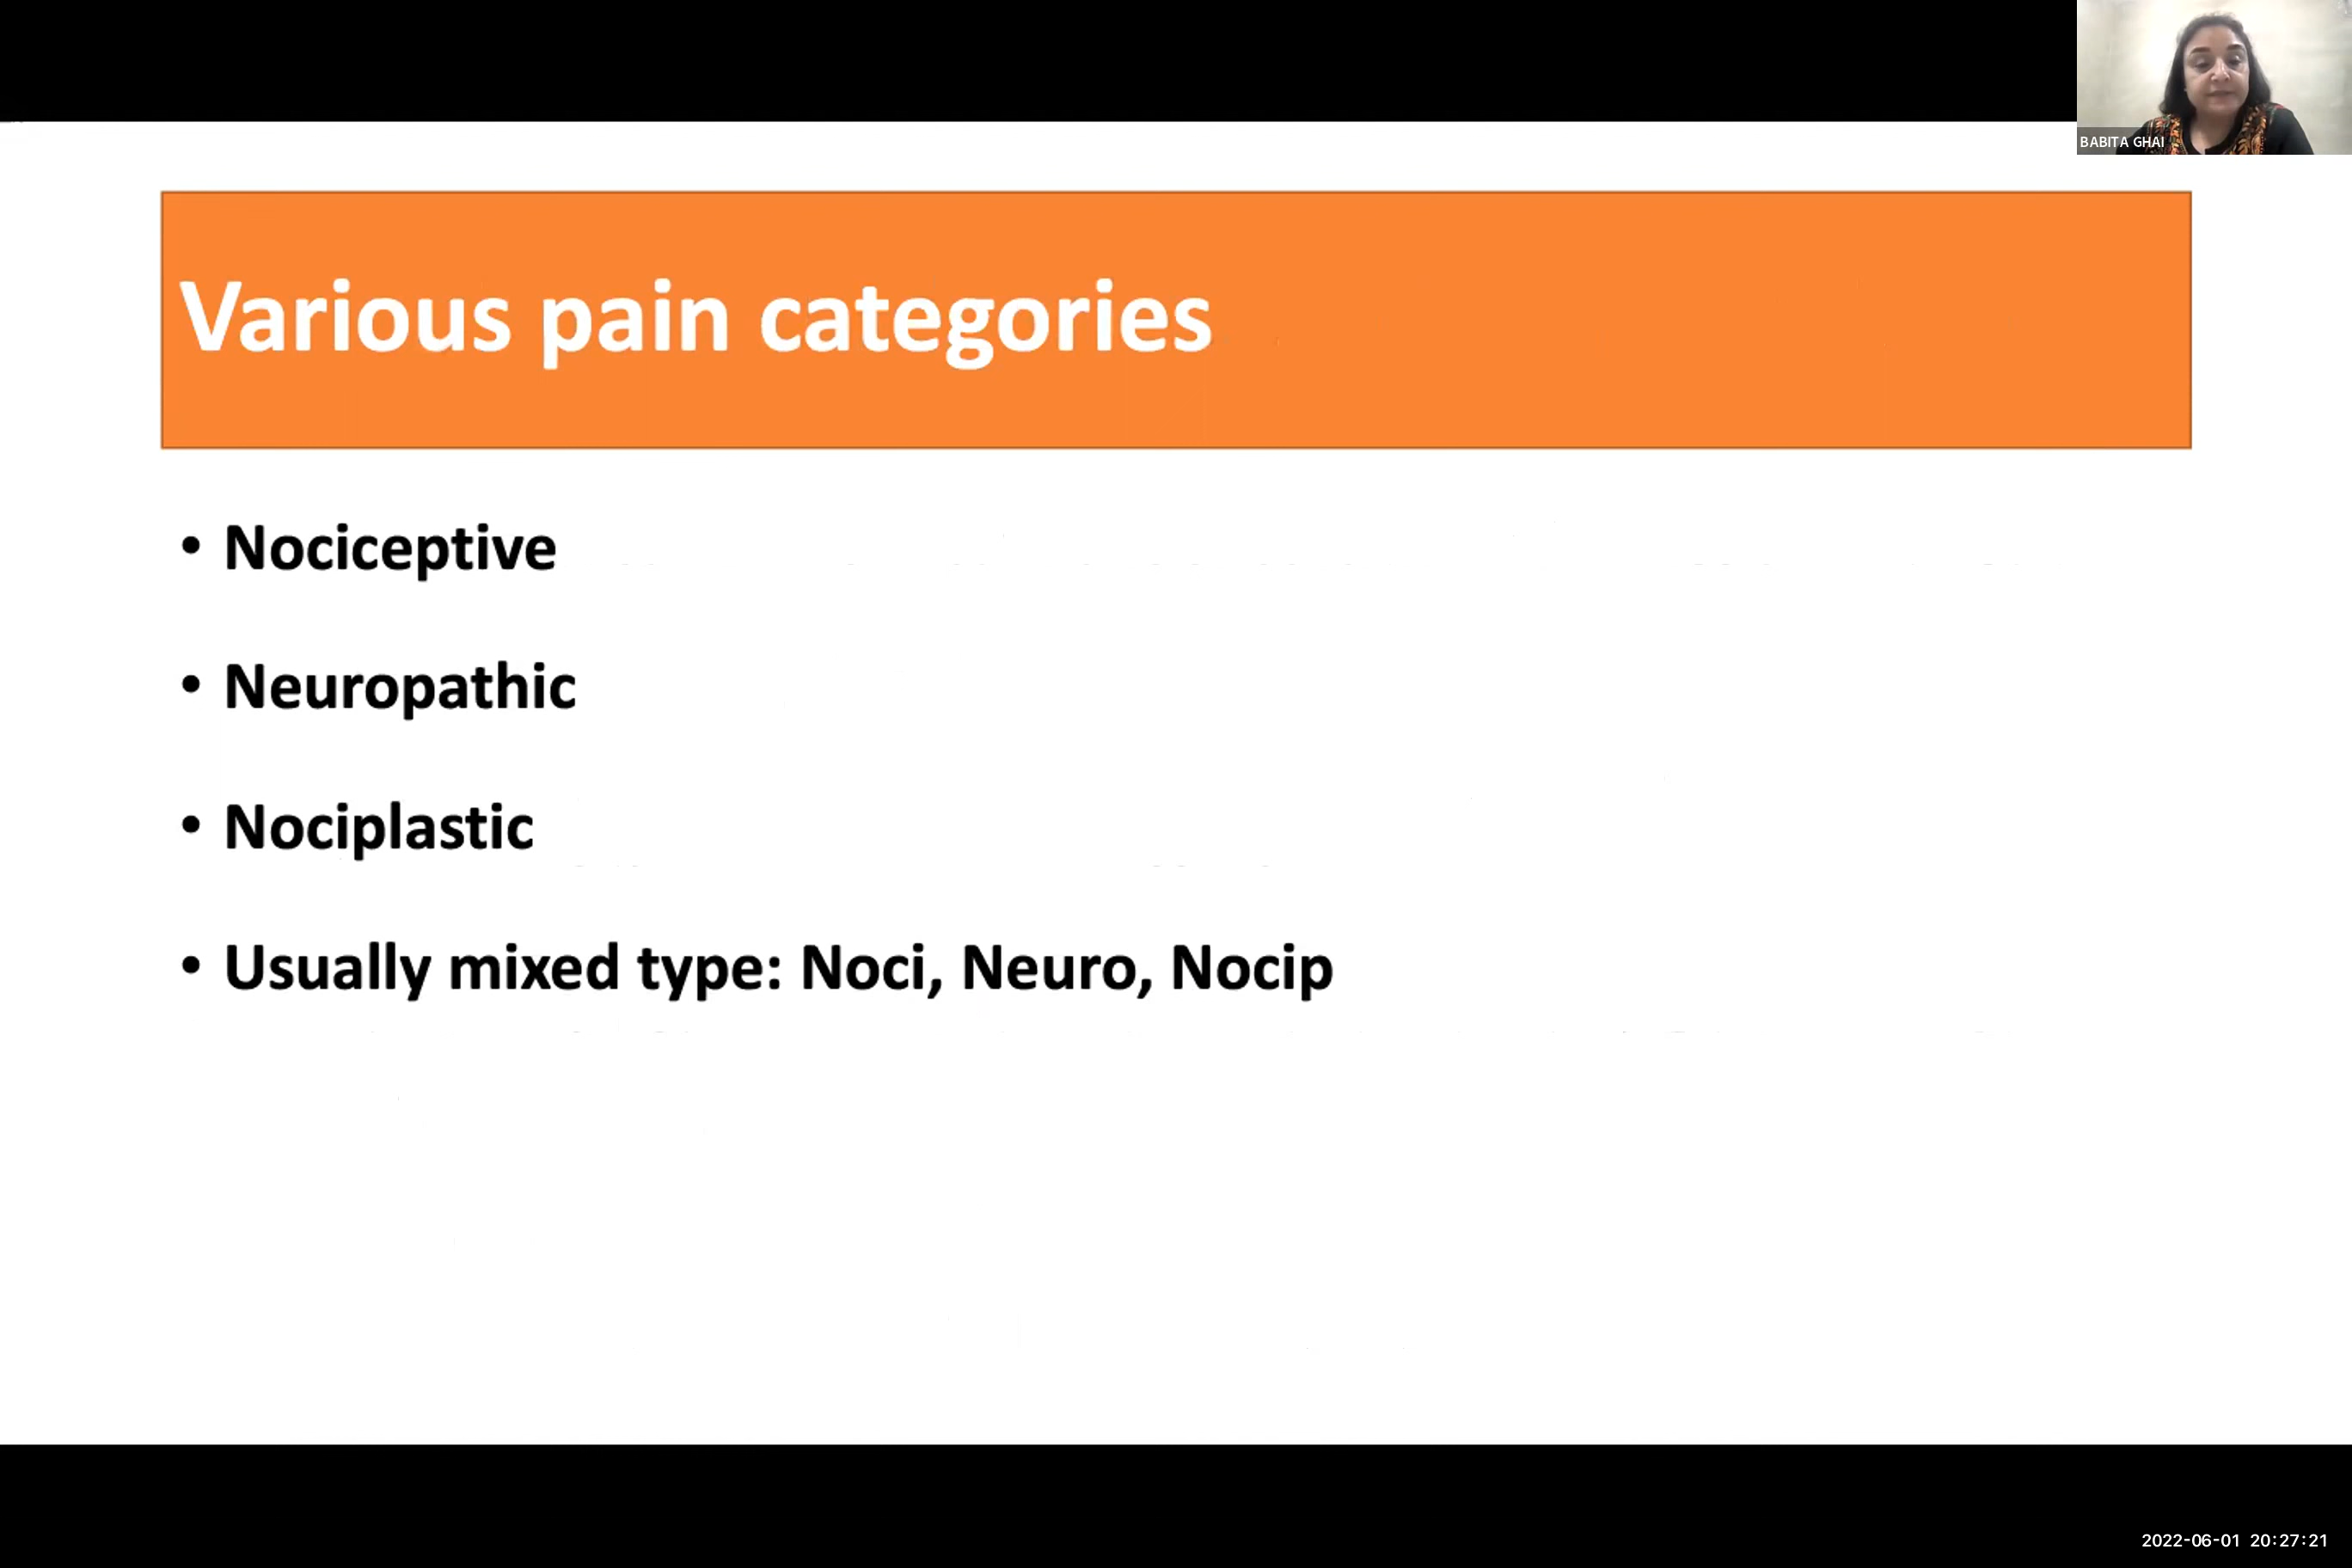 BABITA GHAI
Various pain categories
• Nociceptive
• Neuropathic
• Nociplastic
• Usually mixed type: Noci, Neuro, Nocip
2022-06-01 20:27:21